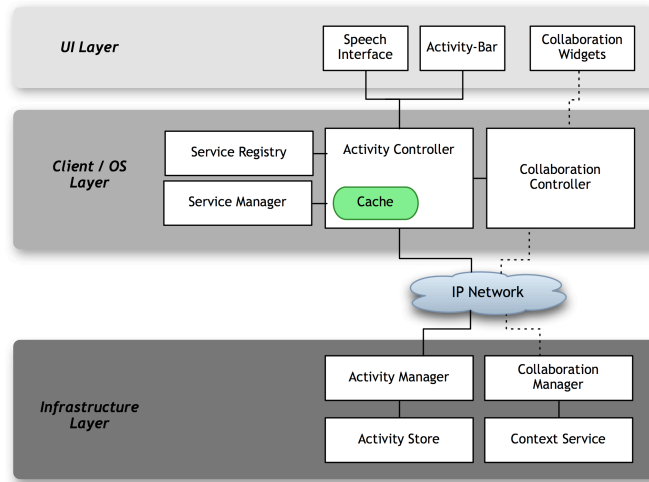 UI Layer
Speech
Interface
Activity-Bar
Collaboration
Widgets
Client / OS
Layer
Service Registry
Service Manager
Activity Controller
Cache
Collaboration
Controller
IP Network
Infrastructure
Layer
Activity Manager
Collaboration
Manager
Activity Store
Context Service